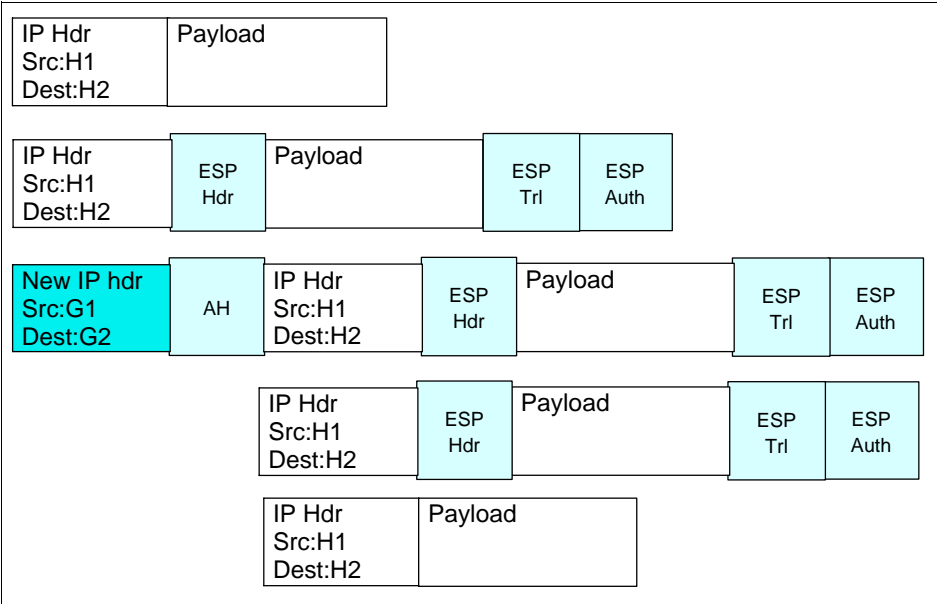 IP Hdr
Src:H1
Dest:H2
Payload
IP Hdr
Src:H1
Dest:H2
ESP
Hdr
Payload
ESP
Trl
ESP
Auth
New IP hdr
Src:G1
Dest:G2
AH
IP Hdr
Src:H1
Dest:H2
ESP
Hdr
Payload
ESP
Trl
ESP
Auth
IP Hdr
Src:H1
Dest:H2
ESP
Hdr
Payload
ESP
Trl
ESP
Auth
IP Hdr
Src:H1
Dest:H2
Payload